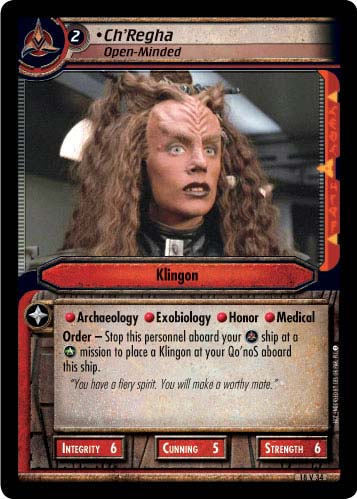 2
•Ch'Regha
Open-Minded
Klingon
Archaeology Exobiology Honor Medical
Order – Stop this personnel aboard your ship at a
mission to place a Klingon at your Qo'noS aboard
this ship.
"You have a fiery spirit. You will make a worthy mate."
INTEGRITY 6 CUNNING 5 STRENGTH 6
18 V 34